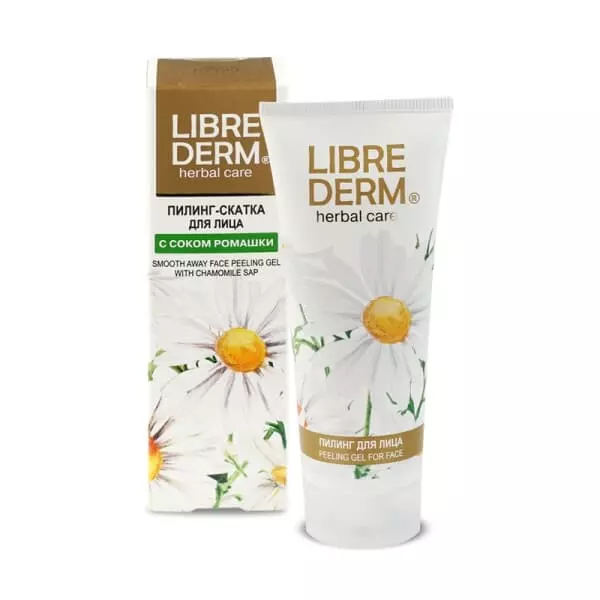 LIBRE
DERM®
herbal care
ПИЛИНГ-СКАТКА
ДЛЯ ЛИЦА
С СОКОМ РОМАШКИ
SMOOTH AWAY FACE PEELING GEL
WITH CHAMOMILE SAP
LIBRE
DERM®
herbal care
ПИЛИНГ ДЛЯ ЛИЦА
PEELING GEL FOR FACE